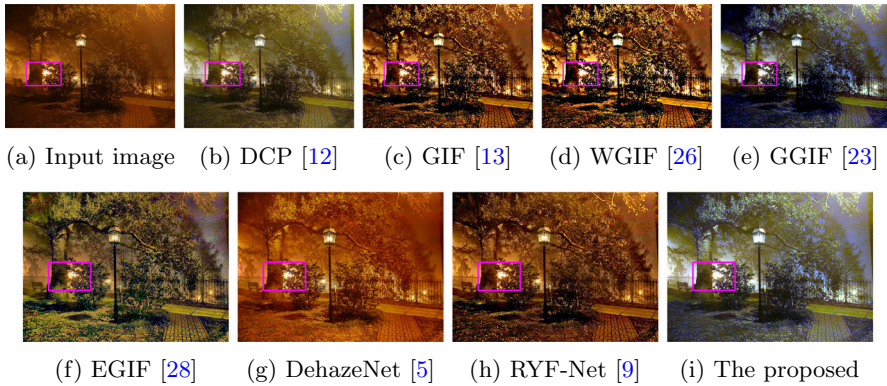 (a) Input image (b) DCP [12] (c) GIF [13] (d) WGIF [26] (e) GGIF [23]
(f) EGIF [28] (g) DehazeNet [5] (h) RYF-Net [9] (i) The proposed